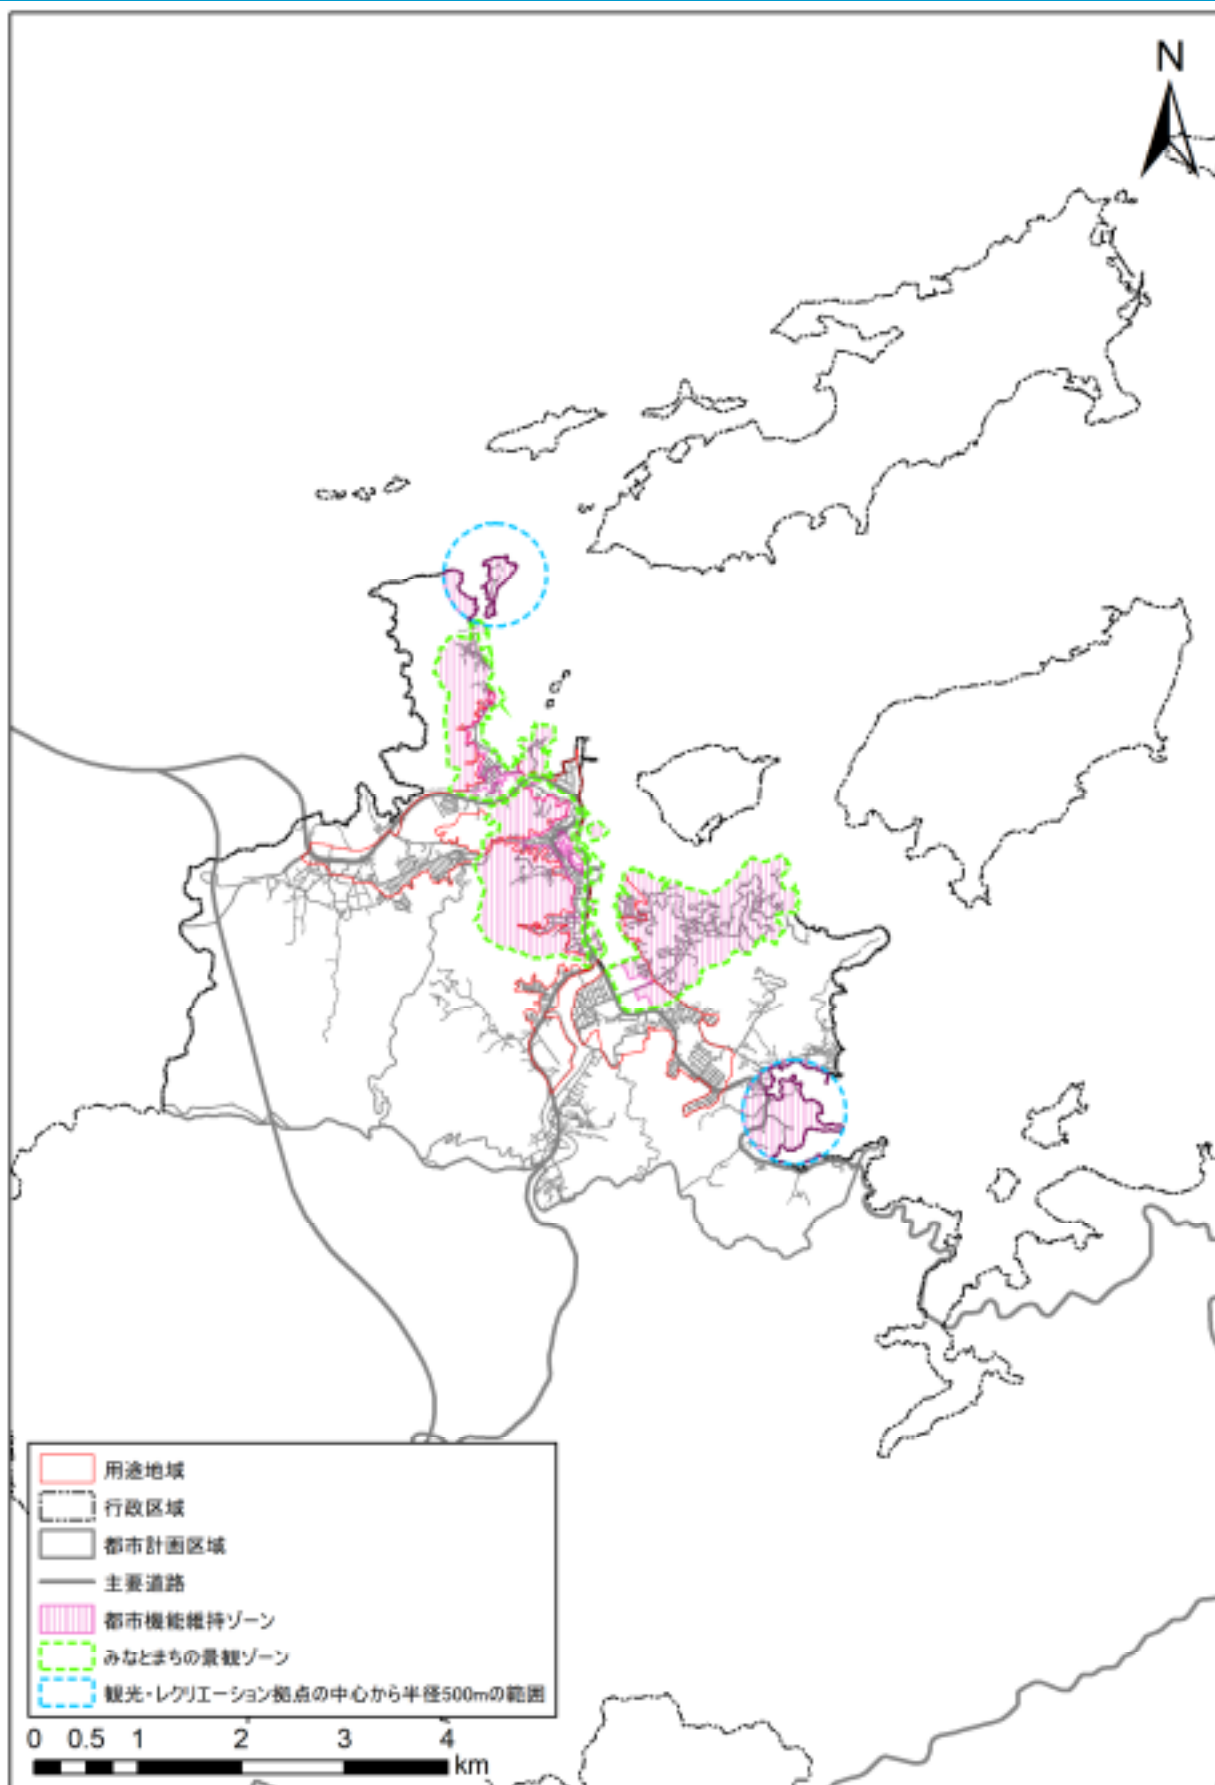 N
用途地域
行政区域
都市計画区域
主要道路
都市機能維持ゾーン
みなとまちの景観ゾーン
観光・レクリエーション拠点の中心から半径500mの範囲
0 0.5 1 2 3 4
km